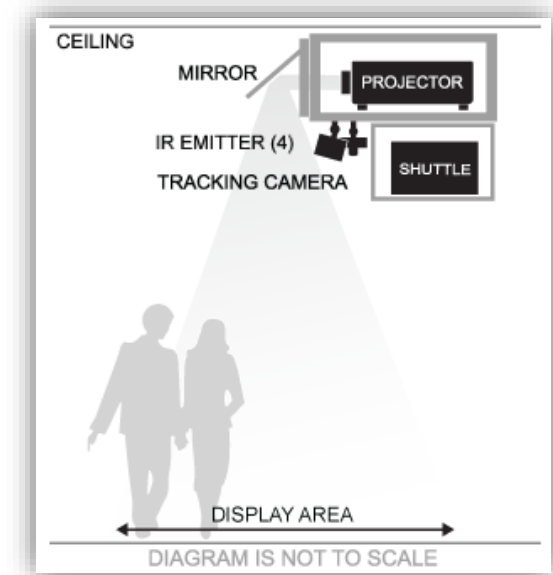 CEILING
MIRROR
PROJECTOR
IR EMITTER (4)
TRACKING CAMERA
SHUTTLE
DISPLAY AREA
DIAGRAM IS NOT TO SCALE